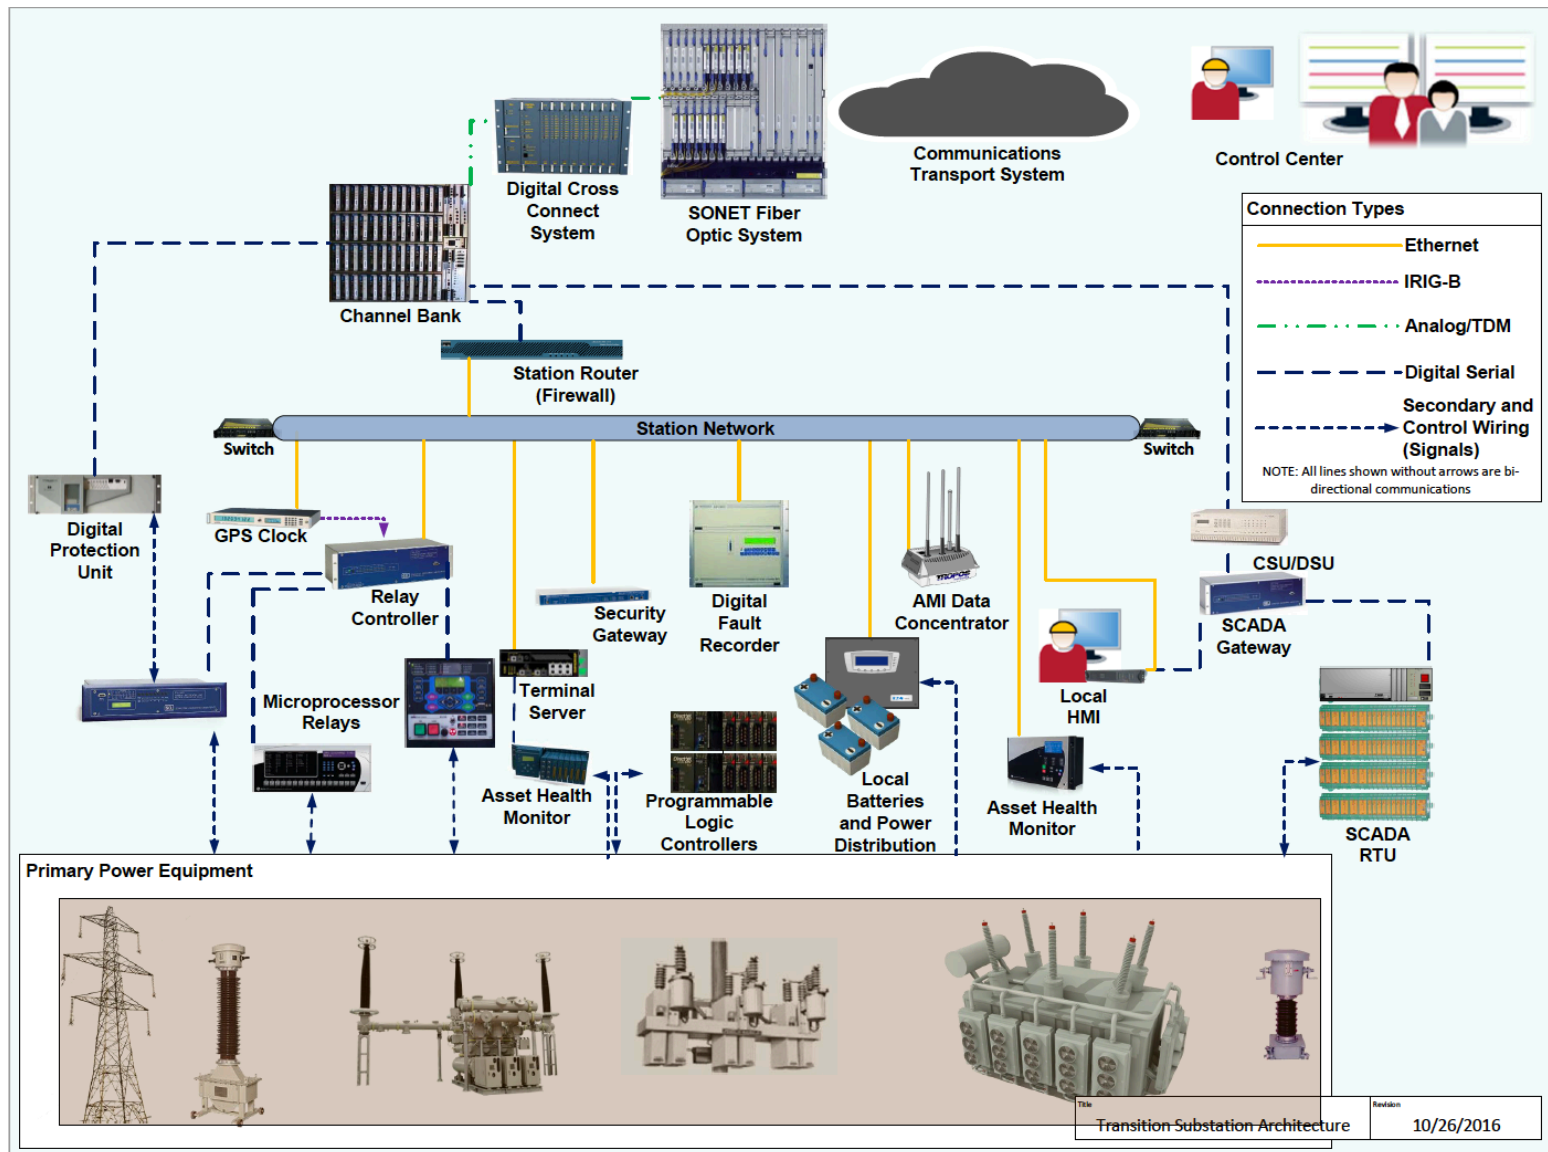 Communications
Transport System
Control Center
Digital Cross
Connect
System
SONET Fiber
Optic System
Connection Types
Ethernet
IRIG-B
Analog/TDM
Digital Serial
Secondary and
Control Wiring
(Signals)
NOTE: All lines shown without arrows are bi-
directional communications
Channel Bank
Station Router
(Firewall)
Station Network
Switch
Switch
Digital
Protection
Unit
GPS Clock
Relay
Controller
Security
Gateway
Digital
Fault
Recorder
TROPOS
AMI Data
Concentrator
CSU/DSU
SCADA
Gateway
Microprocessor
Relays
Terminal
Server
Local
HMI
Asset Health
Monitor
Programmable
Logic
Controllers
Local
Batteries
and Power
Distribution
Asset Health
Monitor
SCADA
RTU
Primary Power Equipment
Title
Transition Substation Architecture
Revision
10/26/2016